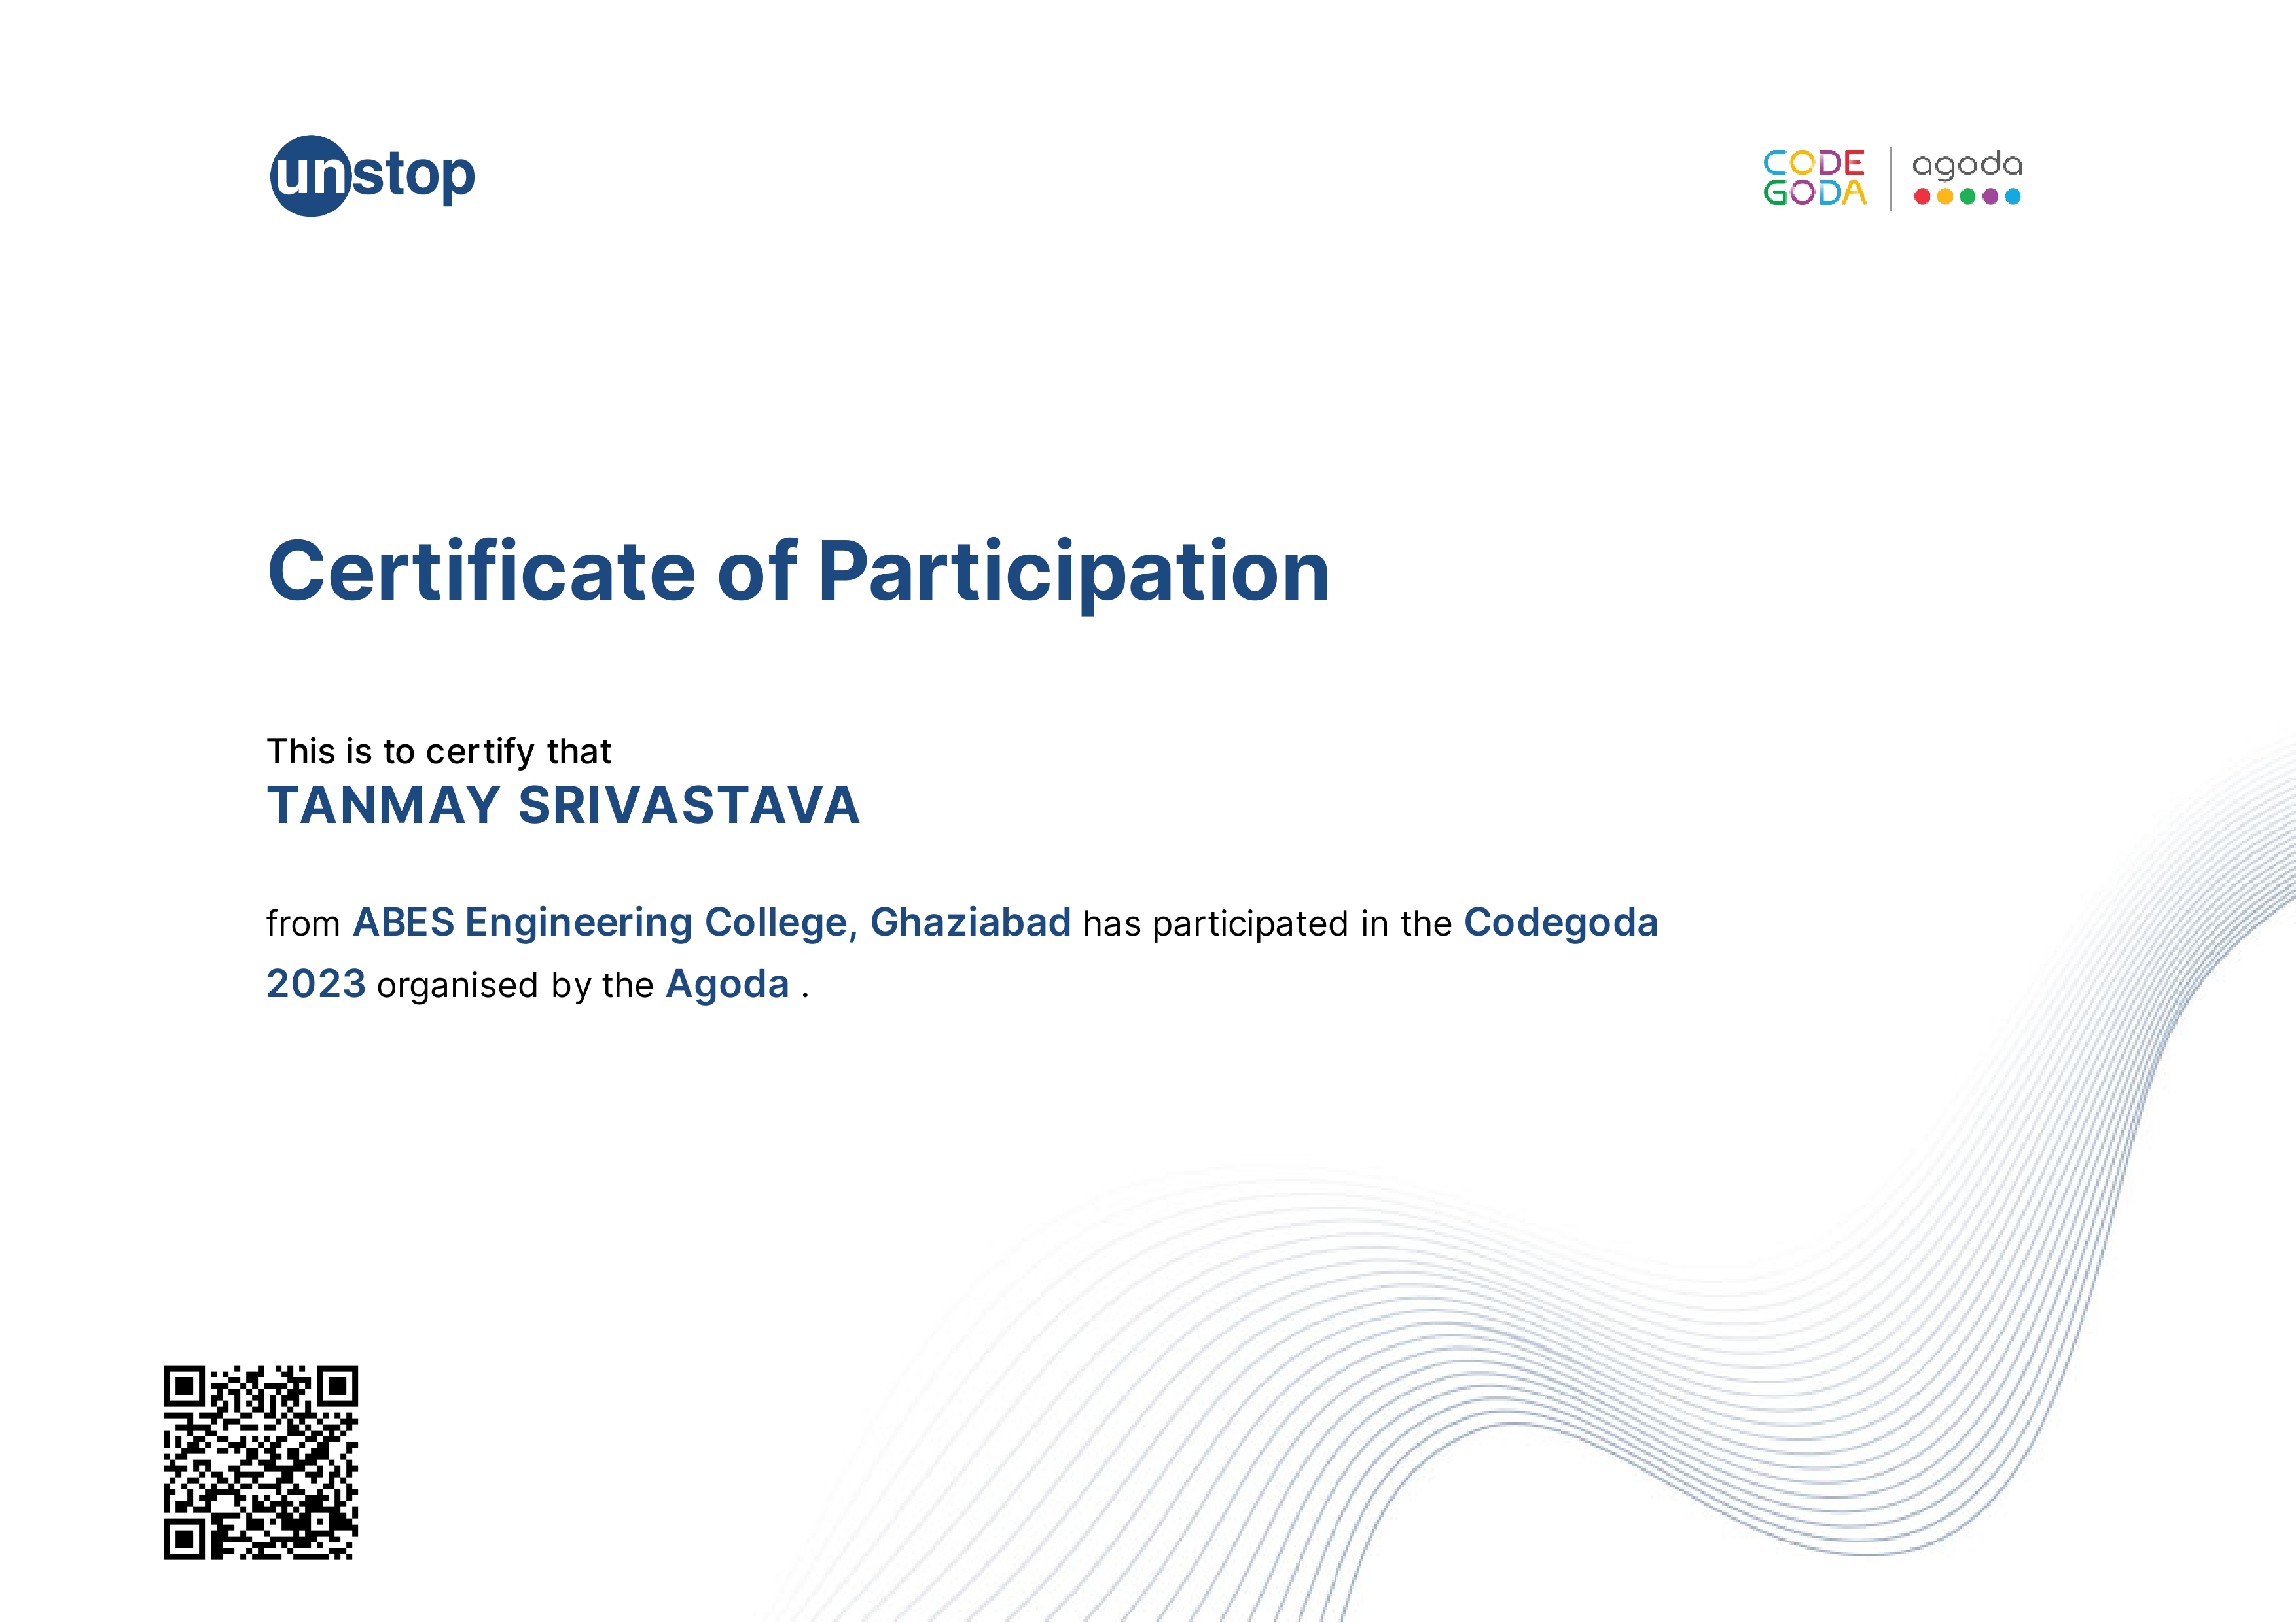 unstop
CODE
GODA
agoda
Certificate of Participation
This is to certify that
TANMAY SRIVASTAVA
from ABES Engineering College, Ghaziabad has participated in the Codegoda
2023 organised by the Agoda .